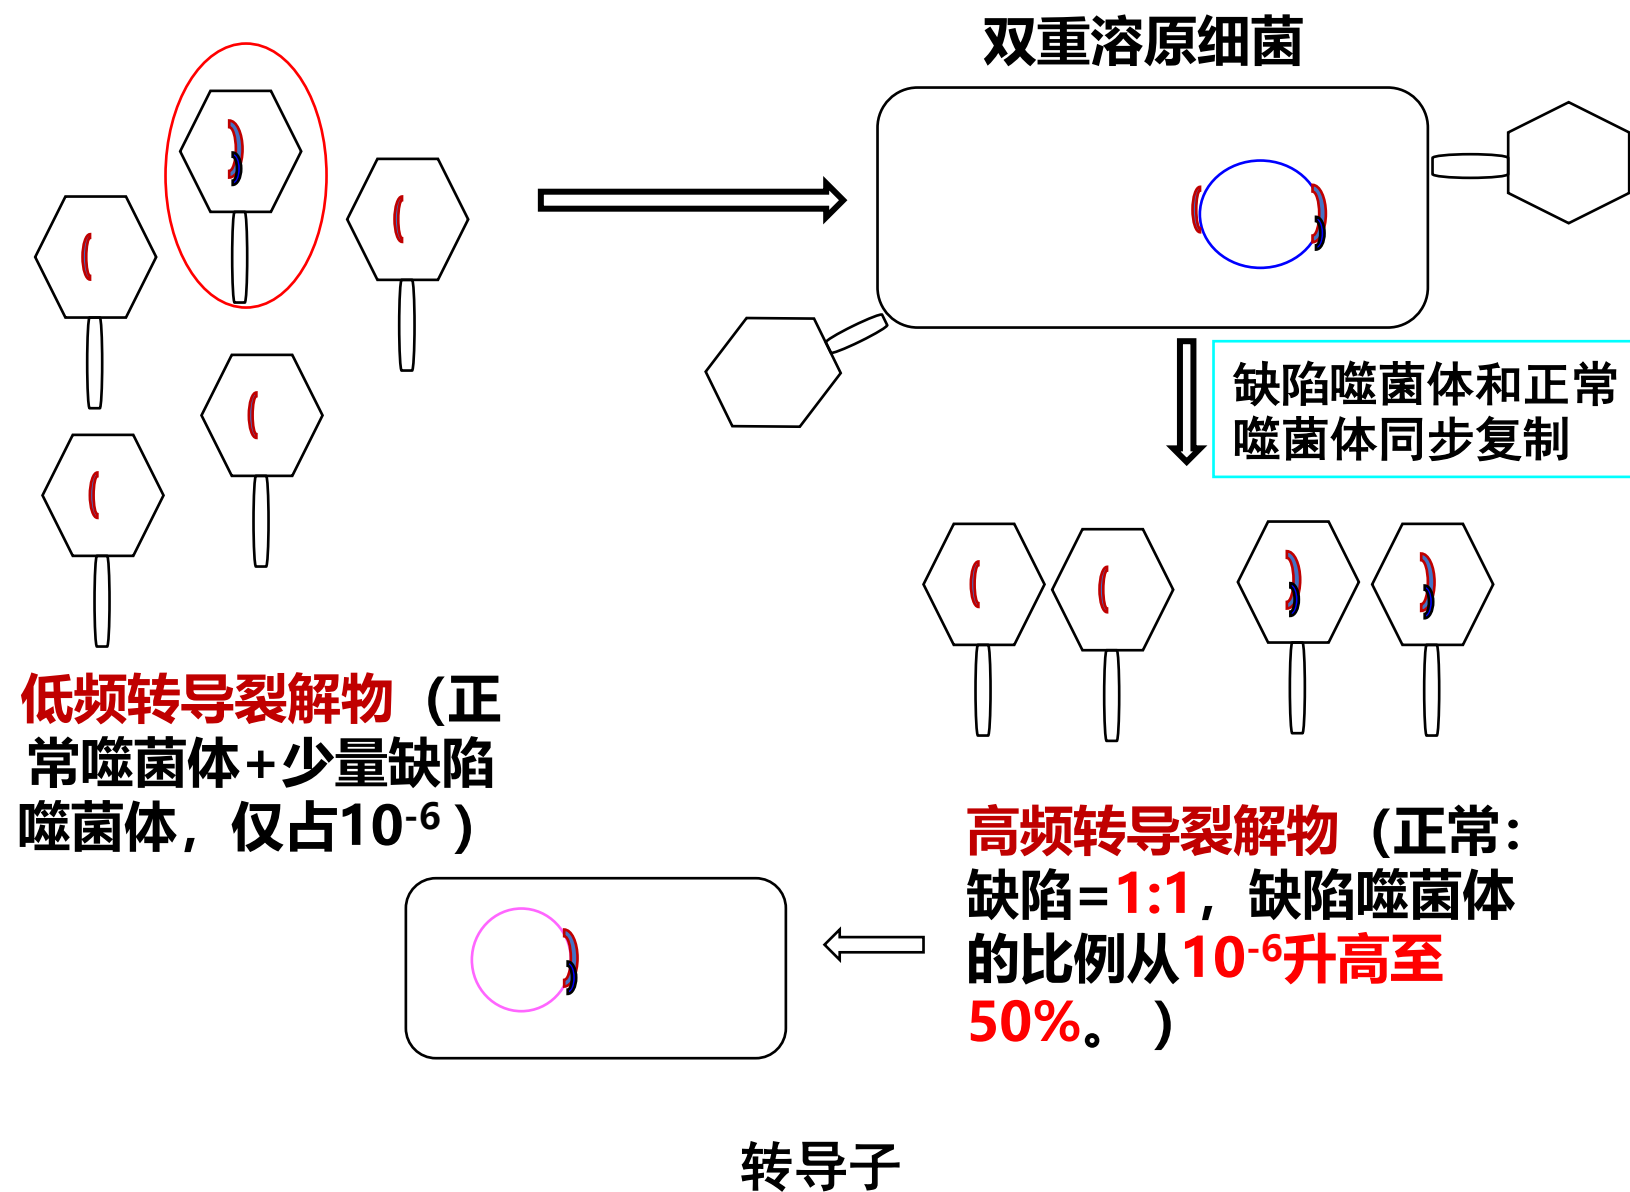 双重溶原细菌
缺陷噬菌体和正常
噬菌体同步复制
低频转导裂解物（正
常噬菌体+少量缺陷
噬菌体，仅占10-6 ）
高频转导裂解物（正常：
缺陷=1:1，缺陷噬菌体
的比例从10-6升高至
50%。 ）
转导子